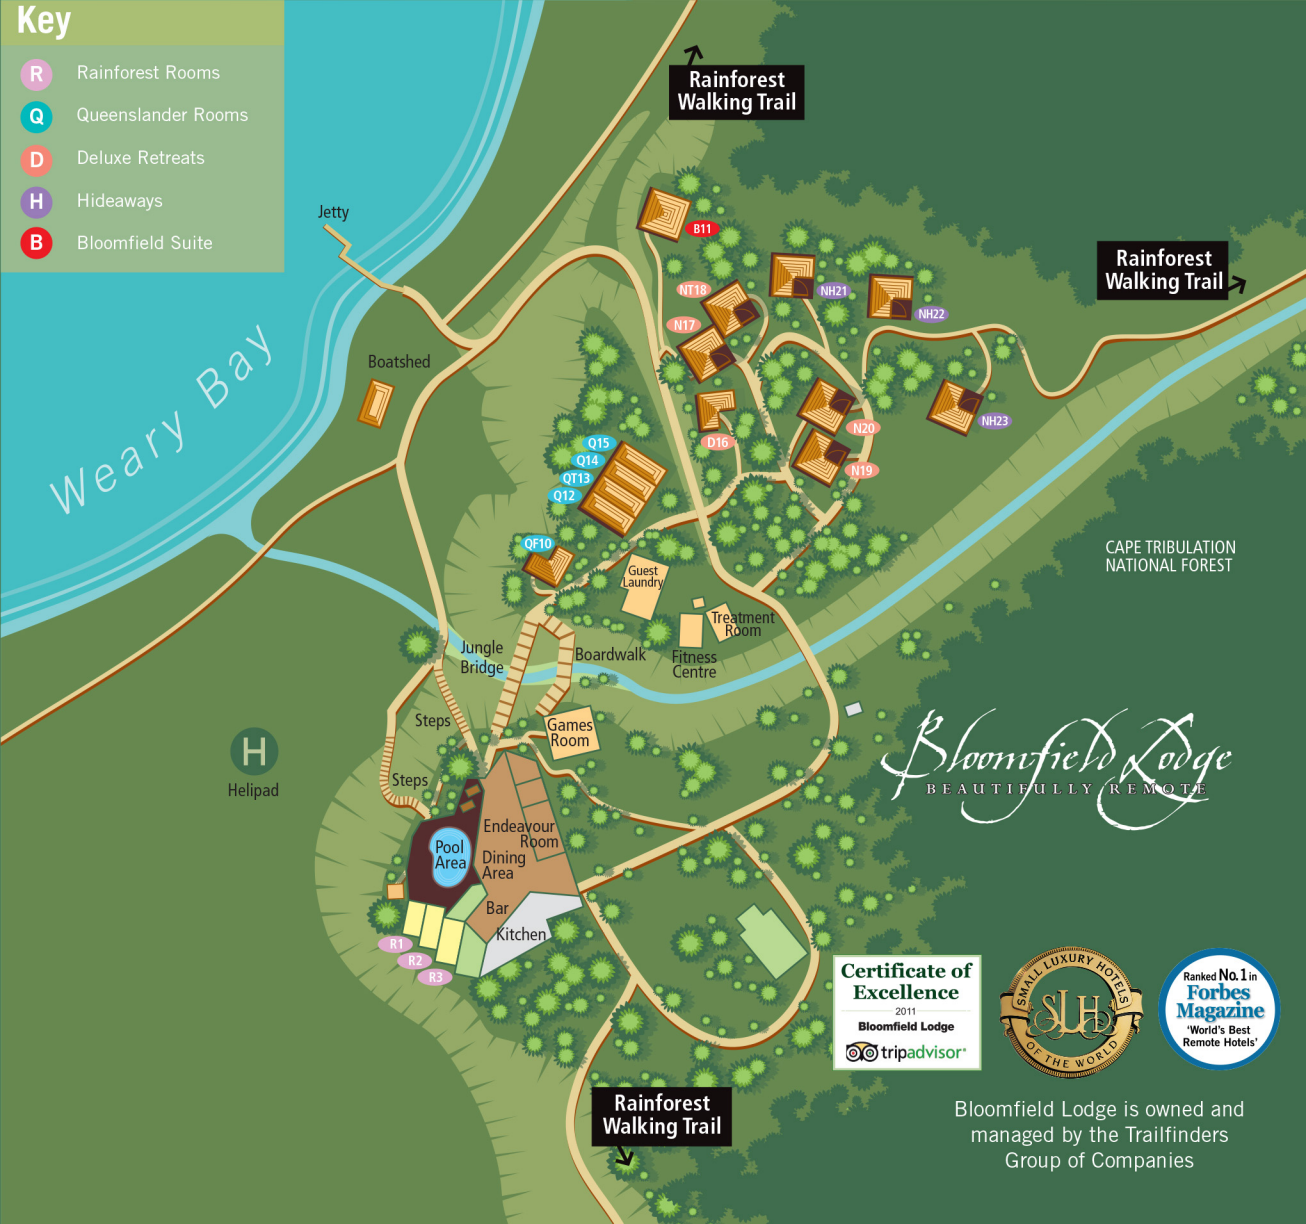 Key
R Rainforest Rooms
Q Queenslander Rooms
D Deluxe Retreats
H Hideaways
B Bloomfield Suite
Rainforest
Walking Trail
Jetty
B11
Rainforest
Walking Trail
NT18
NH21
NH22
N17
Weary Bay
Boatshed
D16
N20
NH23
N19
Q15
Q14
QT13
Q12
QF10
CAPE TRIBULATION
NATIONAL FOREST
Guest
Laundry
Treatment
Room
Jungle
Bridge
Boardwalk
Fitness
Centre
Steps
Games
Room
H
Helipad
Steps
Bloomfield Lodge
BEAUTIFULLY REMOTE
Endeavour
Room
Pool
Area
Dining
Area
Bar
Kitchen
R1
R2
R3
Certificate of
Excellence
2011
Bloomfield Lodge
tripadvisor®
SMALL LUXURY HOTELS
SLH
OF THE WORLD
Ranked No.1 in
Forbes
Magazine
'World's Best
Remote Hotels'
Rainforest
Walking Trail
Bloomfield Lodge is owned and
managed by the Trailfinders
Group of Companies